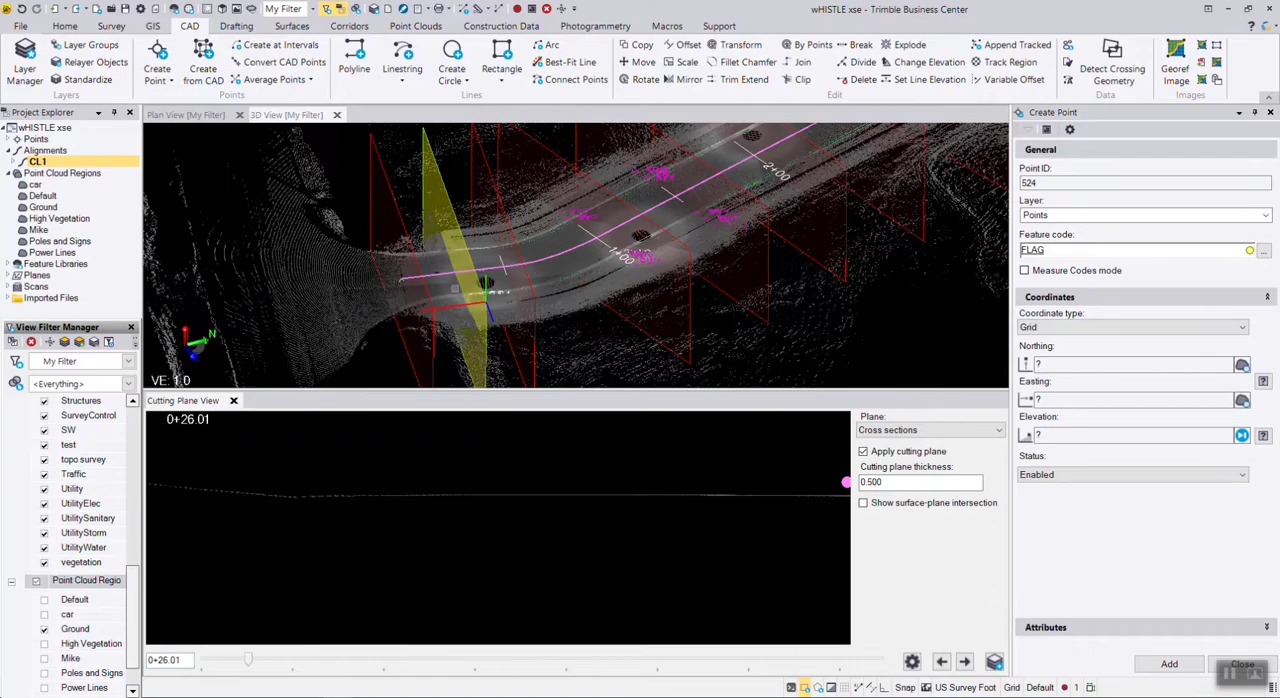 My Filter
wHISTLE xse - Trimble Business Center
File
Home
Survey
GIS
CAD
Drafting
Surfaces
Corridors
Point Clouds
Construction Data
Photogrammetry
Macros
Support
Layer Manager
Layer Groups
Relayer Objects
Standardize
Layers
Create Point
Create from CAD
Create at Intervals
Convert CAD Points
Average Points
Points
Polyline
Linestring
Create Circle
Rectangle
Arc
Best-Fit Line
Connect Points
Lines
Copy
Offset
Transform
By Points
Break
Explode
Append Tracked
Move
Scale
Fillet Chamfer
Join
Divide
Change Elevation
Track Region
Rotate
Mirror
Trim Extend
Clip
Delete
Set Line Elevation
Variable Offset
Edit
Detect Crossing Geometry
Data
Georef Image
Images
Project Explorer
wHISTLE xse
Points
Alignments
CL1
Point Cloud Regions
car
Default
Ground
High Vegetation
Mike
Poles and Signs
Power Lines
Feature Libraries
Planes
Scans
Imported Files
View Filter Manager
My Filter
<Everything>
Structures
SurveyControl
SW
test
topo survey
Traffic
Utility
UtilityElec
UtilitySanitary
UtilityStorm
UtilityWater
vegetation
Point Cloud Regio
Default
car
Ground
High Vegetation
Mike
Poles and Signs
Power Lines
Plan View [My Filter]
3D View [My Filter]
2+00
1+00
N
VE: 1.0
Cutting Plane View
0+26.01
Plane:
Cross sections
Apply cutting plane
Cutting plane thickness:
0.500
Show surface-plane intersection
0+26.01
Create Point
General
Point ID:
524
Layer:
Points
Feature code:
FLAG
...
Measure Codes mode
Coordinates
Coordinate type:
Grid
Northing:
?
Easting:
?
Elevation:
?
Status:
Enabled
Attributes
Add
Close
Snap
US Survey Foot
Grid
Default
1